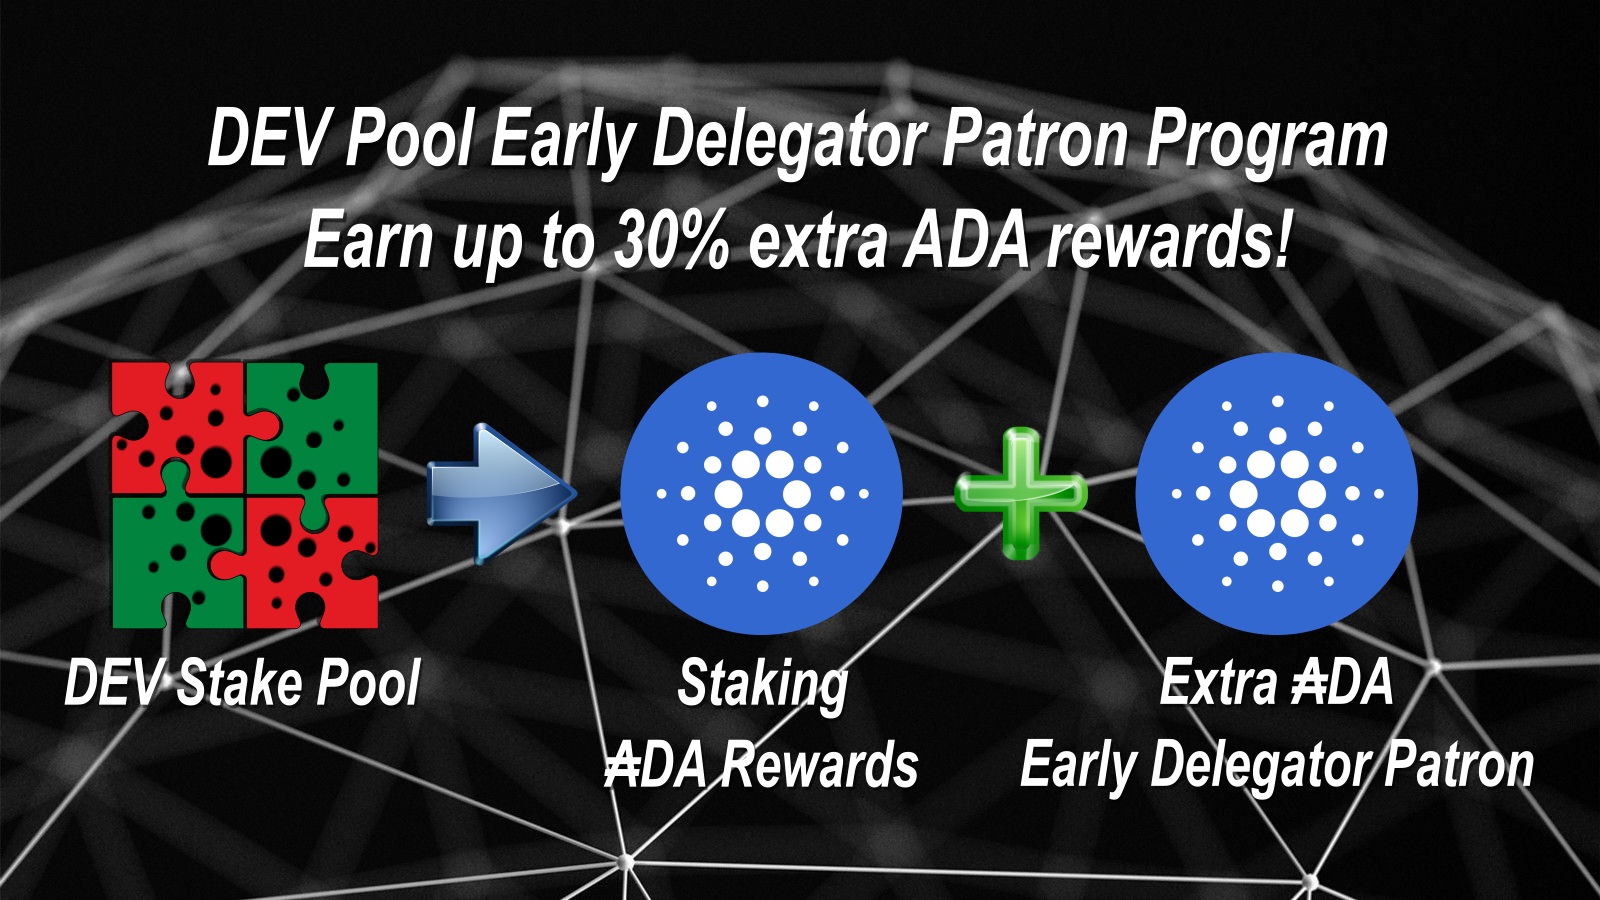 DEV Pool Early Delegator Patron Program
Earn up to 30% extra ADA rewards!
DEV Stake Pool
Staking
₳DA Rewards
Extra ₳DA
Early Delegator Patron